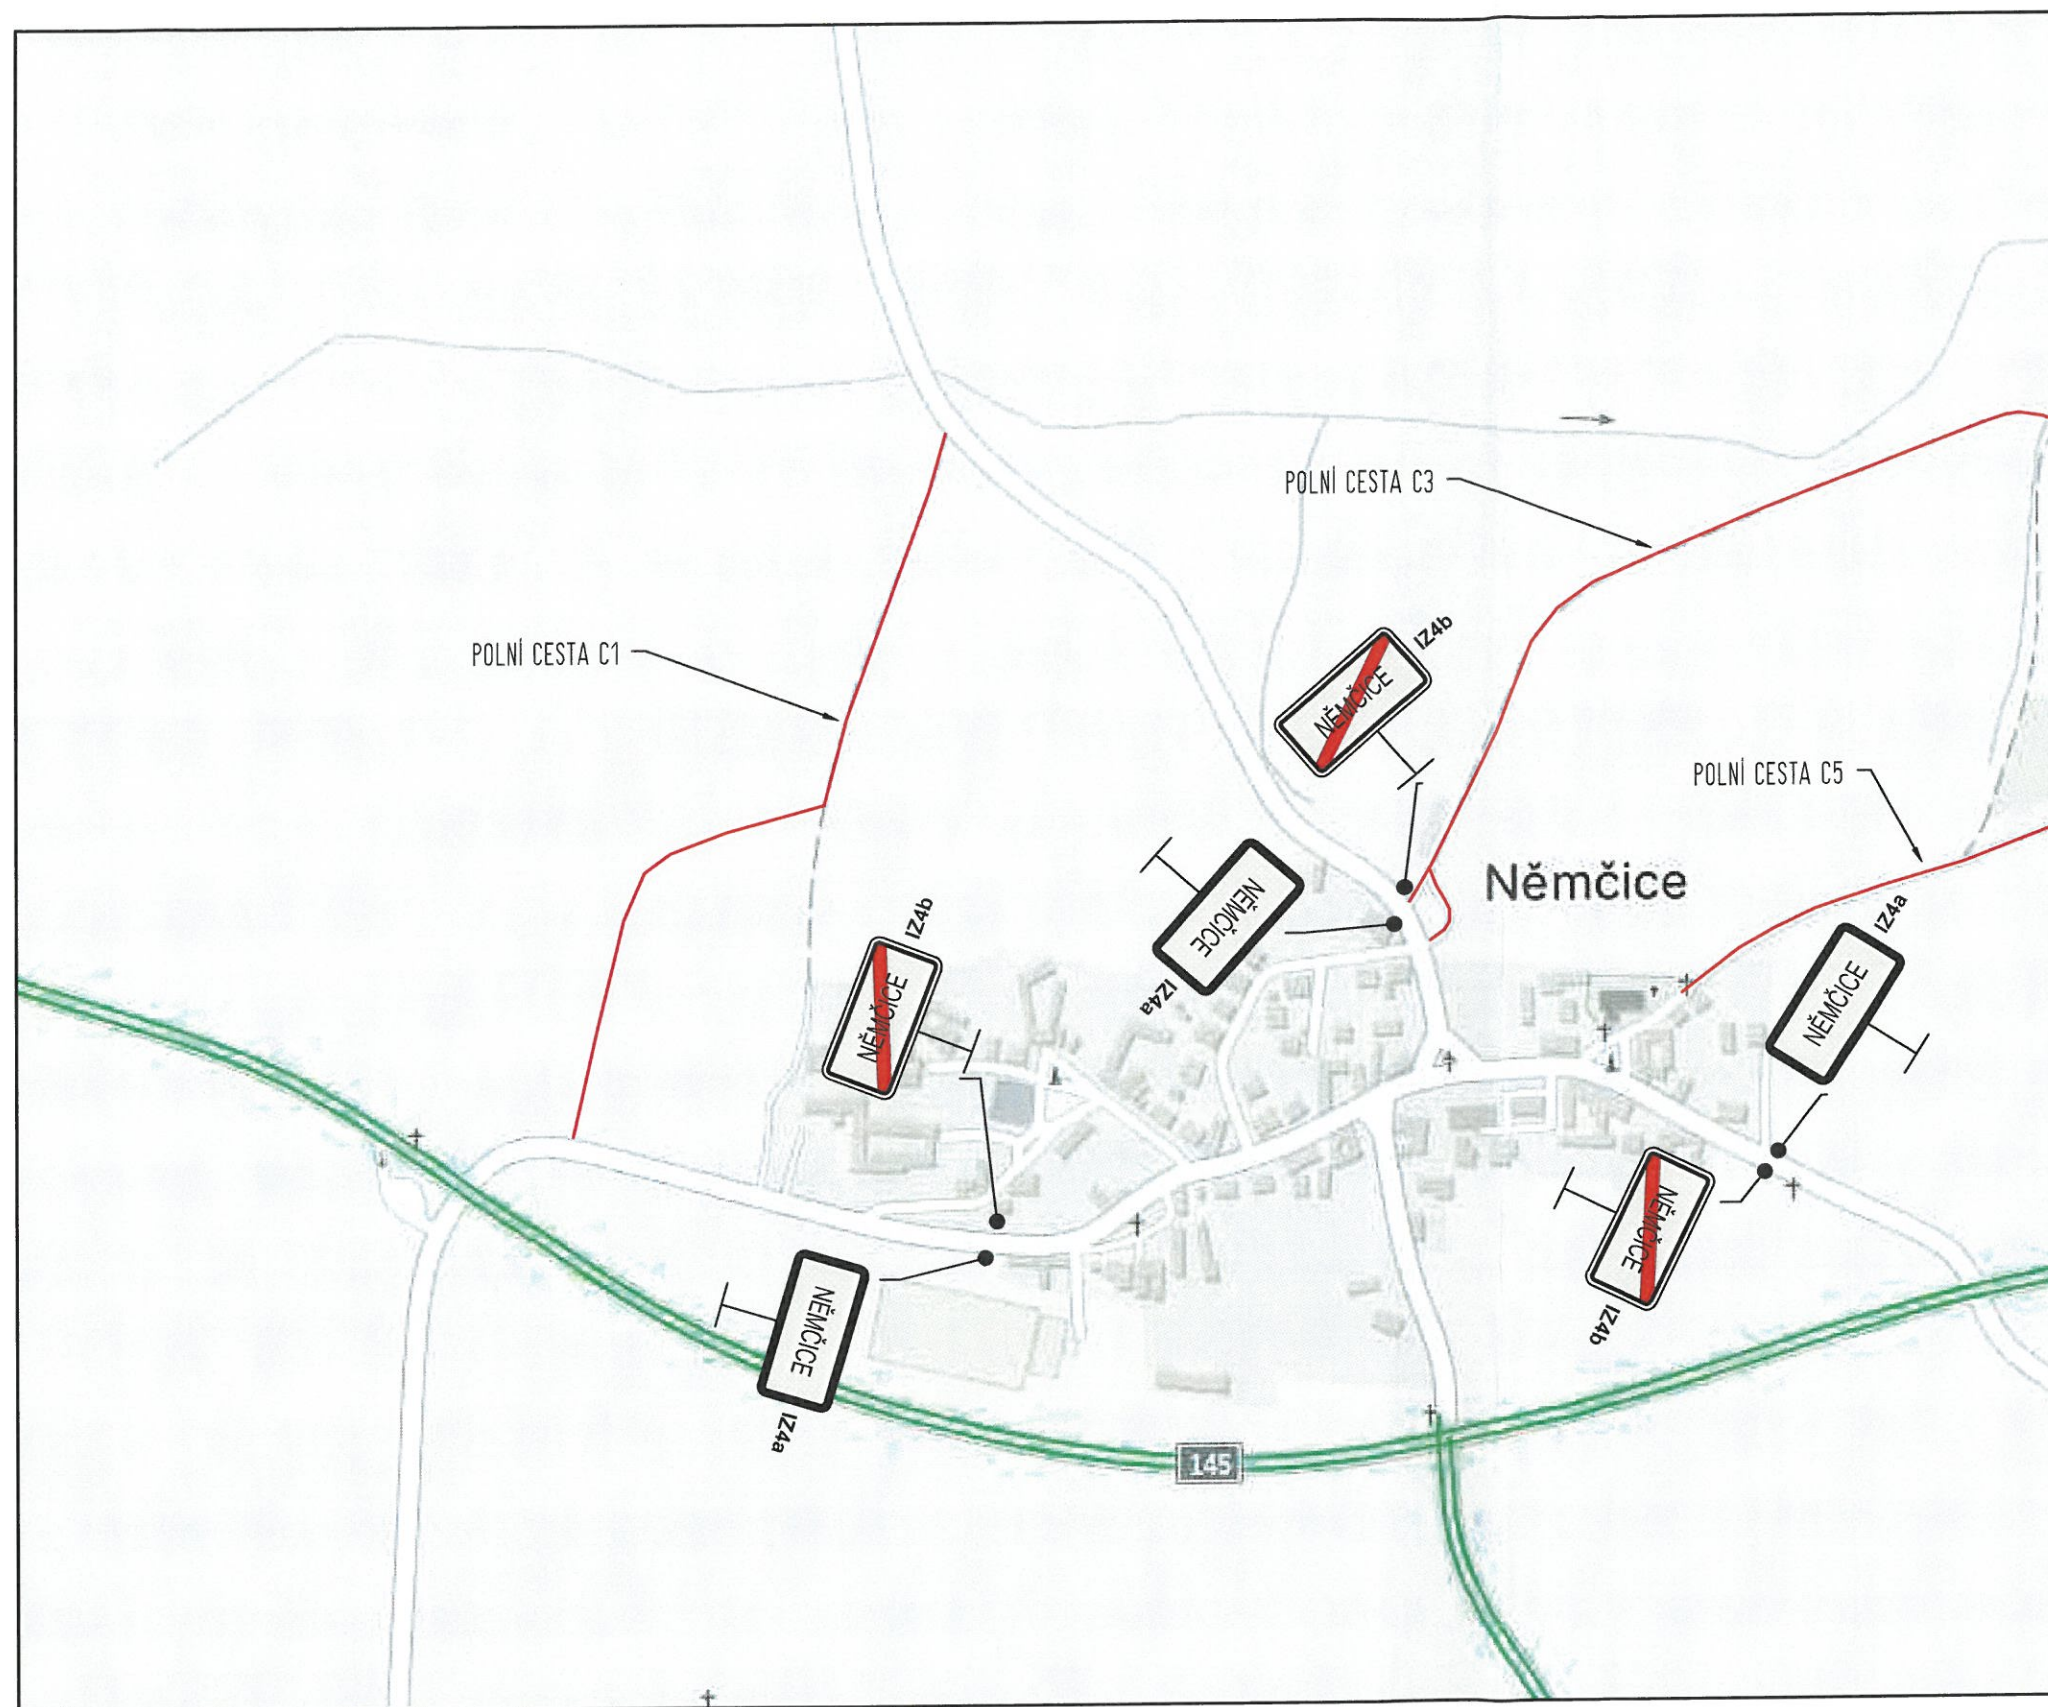 POLNÍ CESTA C3
IZ4b
NĚMČICE
POLNÍ CESTA C1
POLNÍ CESTA C5
Němčice
NĚMČICE
IZ4a
IZ4b
NĚMČICE
IZ4a
NĚMČICE
NĚMČICE
IZ4b
NĚMČICE
IZ4a
145